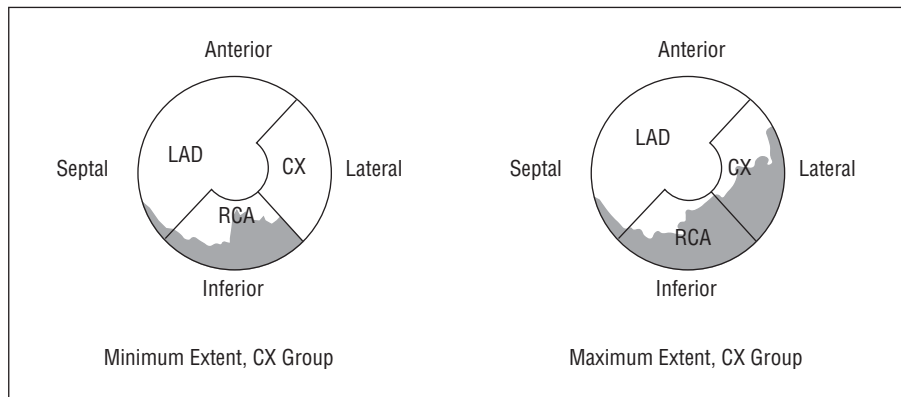 Anterior
Anterior
LAD
LAD
Septal
CX
Lateral
Septal
CX
Lateral
RCA
RCA
Inferior
Inferior
Minimum Extent, CX Group
Maximum Extent, CX Group